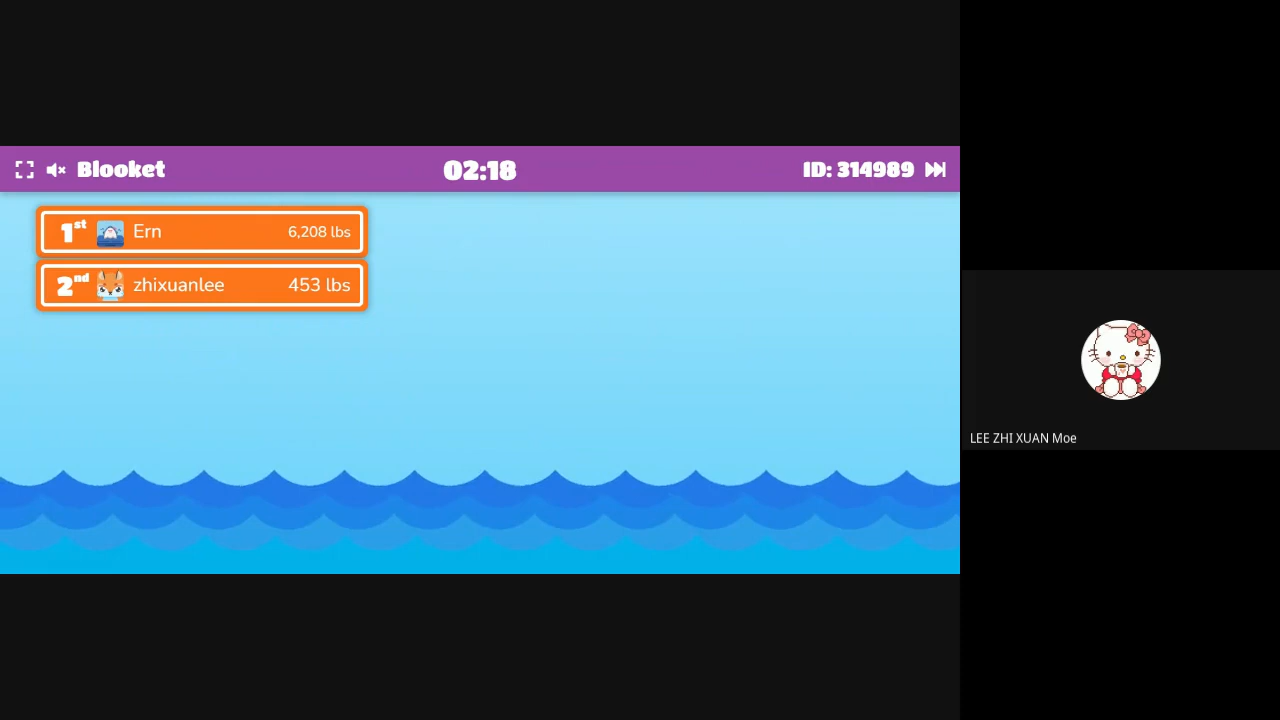 Blooket
02:18
ID: 314989
1st Ern 6,208 lbs
2nd zhixuanlee 453 lbs
LEE ZHI XUAN Moe